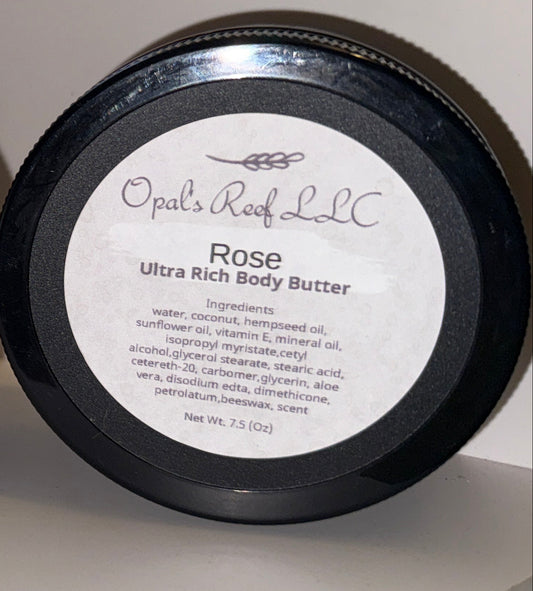 Opal's Reef LLC
Rose
Ultra Rich Body Butter
Ingredients
water, coconut, hempseed oil,
sunflower oil, vitamin E, mineral oil,
isopropyl myristate,cetyl
alcohol,glycerol stearate, stearic acid,
cetereth-20, carbomer,glycerin, aloe
vera, disodium edta, dimethicone,
petrolatum,beeswax, scent
Net Wt. 7.5 (Oz)